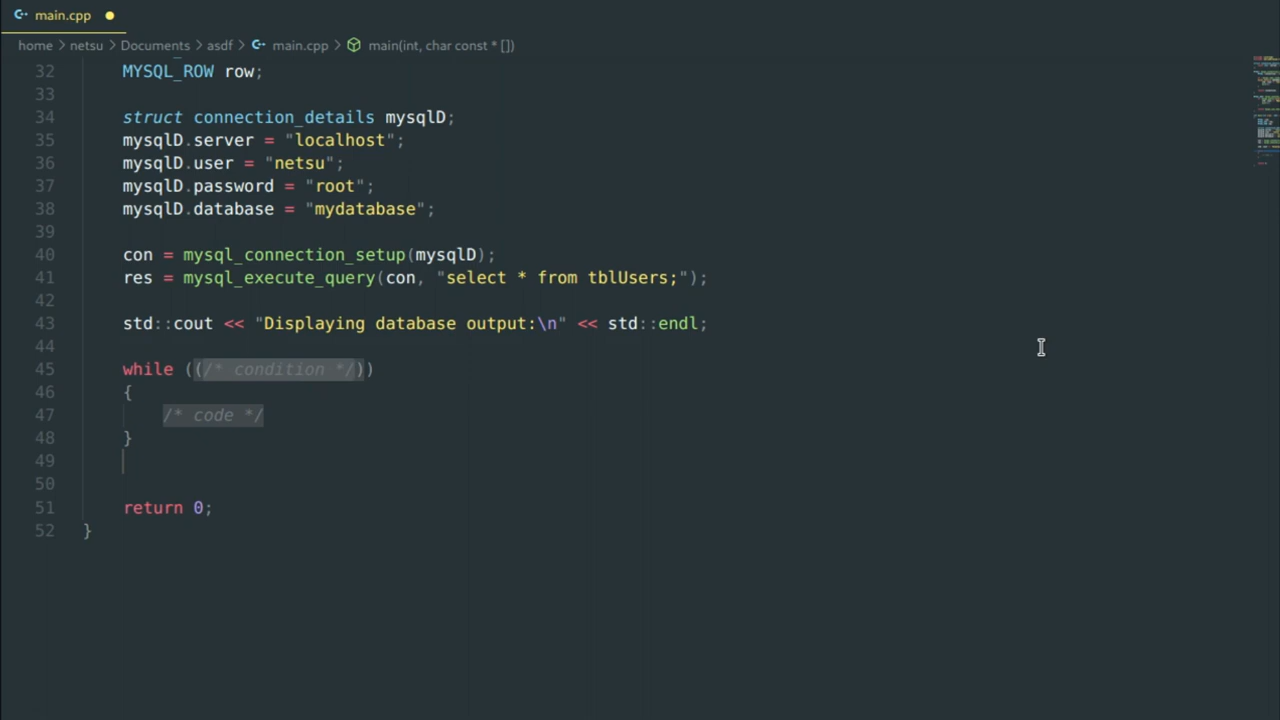 main.cpp
home > netsu > Documents > asdf > main.cpp > main(int, char const * [])
32 MYSQL_ROW row;
33
34 struct connection_details mysqlD;
35 mysqlD.server = "localhost";
36 mysqlD.user = "netsu";
37 mysqlD.password = "root";
38 mysqlD.database = "mydatabase";
39
40 con = mysql_connection_setup(mysqlD);
41 res = mysql_execute_query(con, "select * from tblUsers;");
42
43 std::cout << "Displaying database output:\n" << std::endl;
44
45 while ((/* condition */))
46 {
47 /* code */
48 }
49
50
51 return 0;
52 }